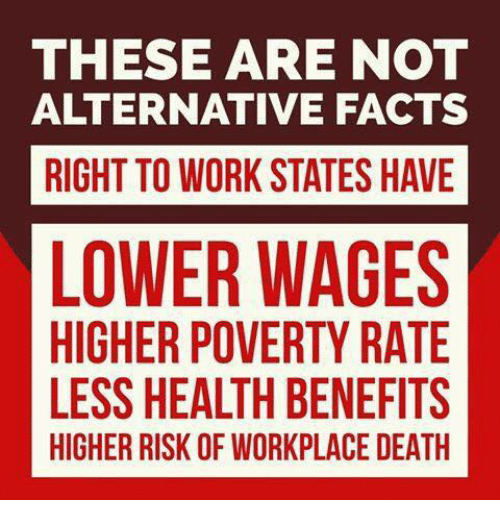 THESE ARE NOT
ALTERNATIVE FACTS
RIGHT TO WORK STATES HAVE
LOWER WAGES
HIGHER POVERTY RATE
LESS HEALTH BENEFITS
HIGHER RISK OF WORKPLACE DEATH